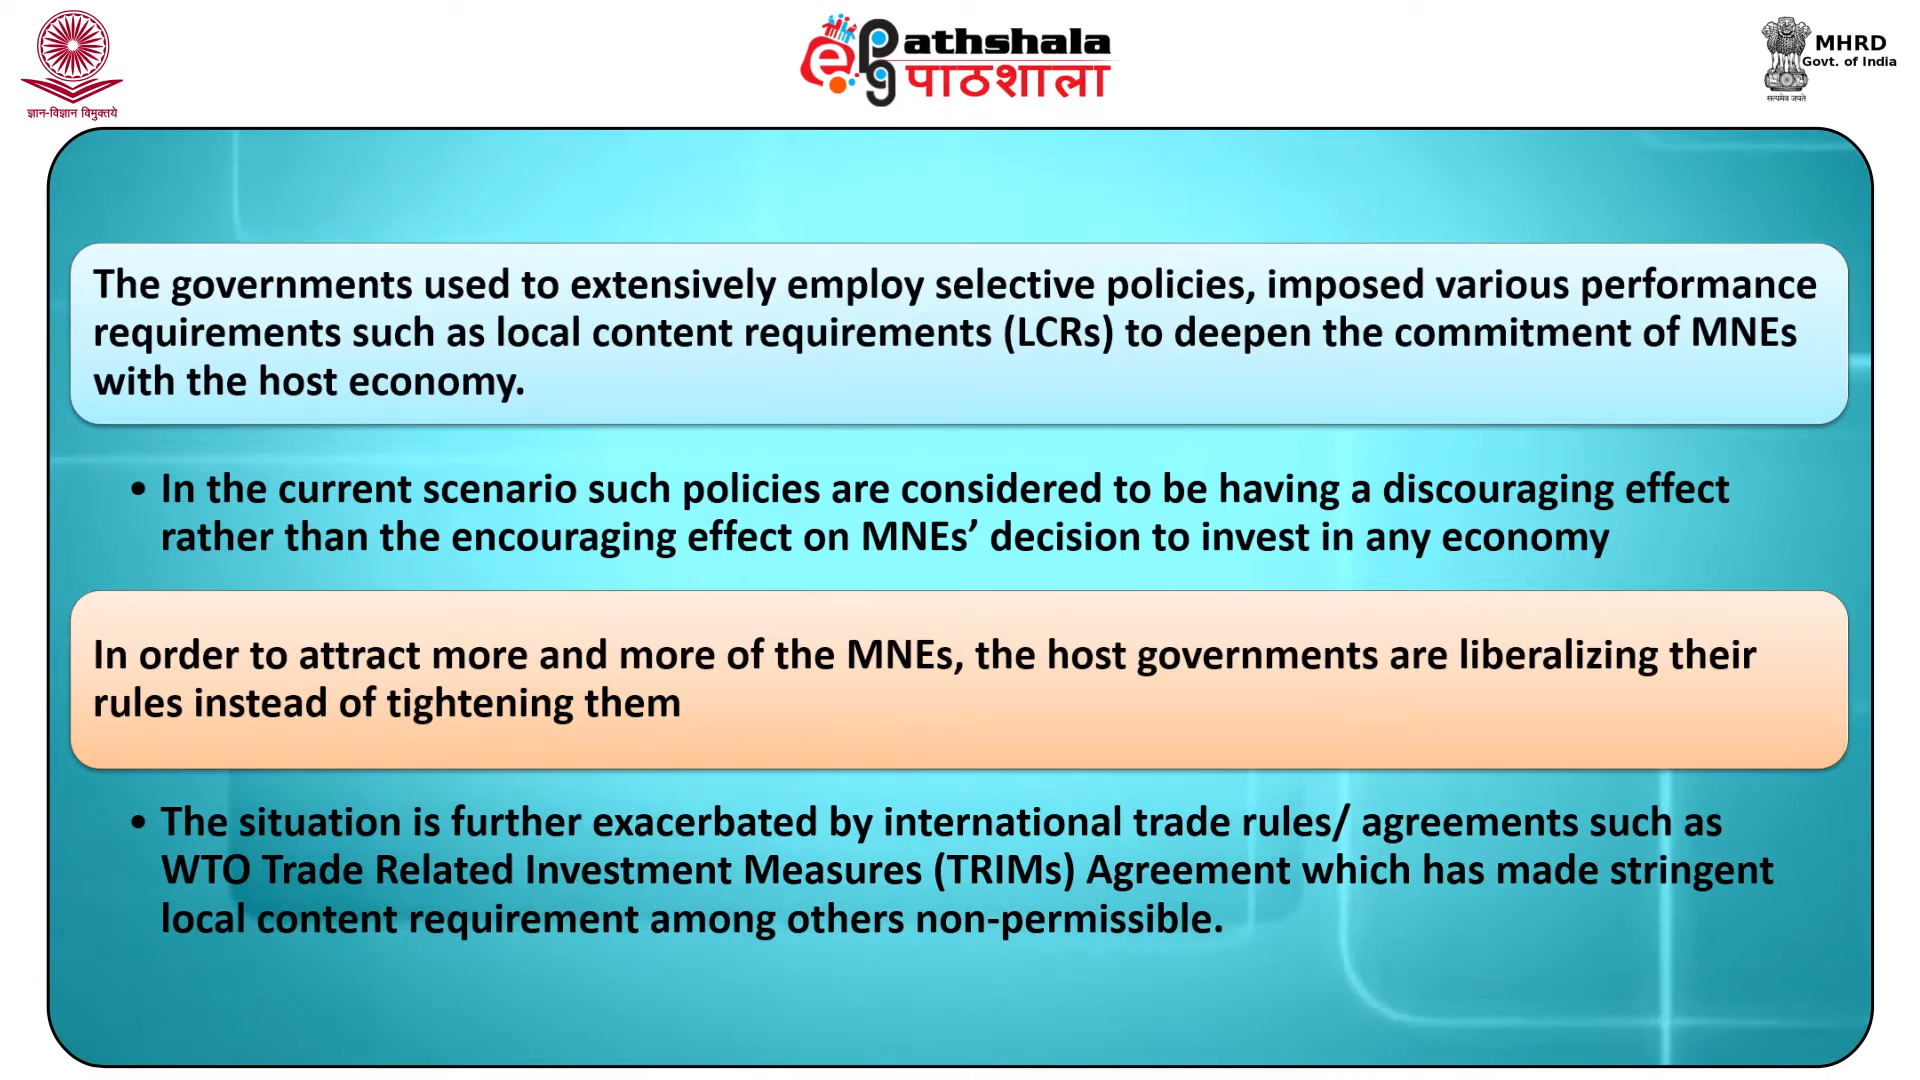 ज्ञान-विज्ञान विमुक्तये
e pg athshala
पाठशाला
MHRD
Govt. of India
सत्यमेव जयते
The governments used to extensively employ selective policies, imposed various performance
requirements such as local content requirements (LCRs) to deepen the commitment of MNEs
with the host economy.
• In the current scenario such policies are considered to be having a discouraging effect
rather than the encouraging effect on MNEs’ decision to invest in any economy
In order to attract more and more of the MNEs, the host governments are liberalizing their
rules instead of tightening them
• The situation is further exacerbated by international trade rules/ agreements such as
WTO Trade Related Investment Measures (TRIMs) Agreement which has made stringent
local content requirement among others non-permissible.